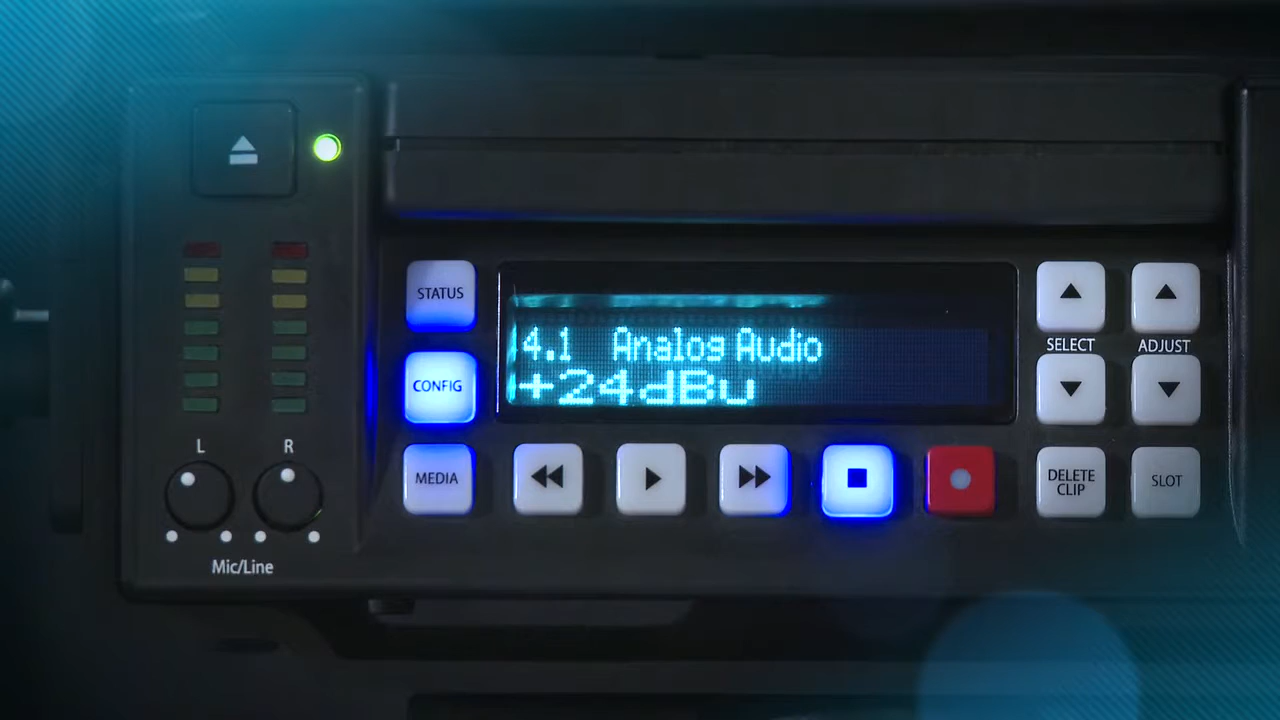 STATUS
4.1 Analog Audio
+24dBu
SELECT
ADJUST
CONFIG
L R
MEDIA
DELETE
CLIP
SLOT
Mic/Line